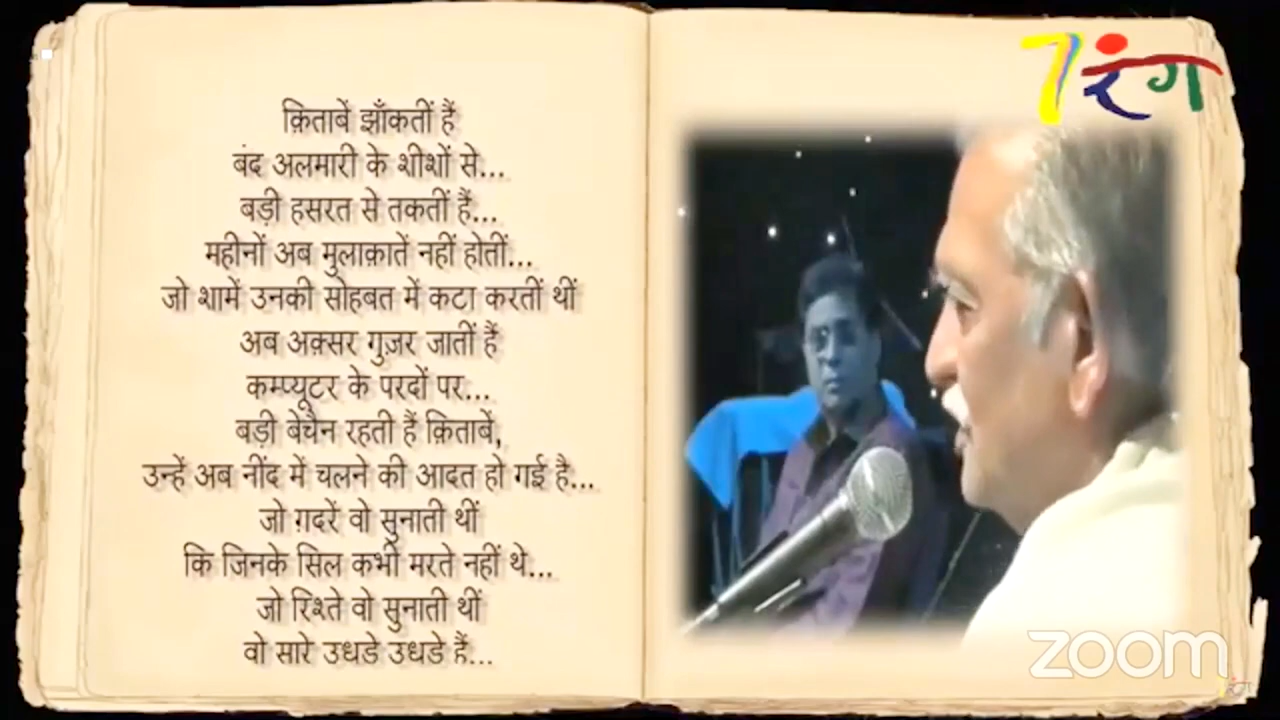 क़िताबें झाँकतीं हैं
बंद अलमारी के शीशों से...
बड़ी हसरत से तकतीं हैं...
महीनों अब मुलाक़ातें नहीं होतीं...
जो शामें उनकी सोहबत में कटा करतीं थीं
अब अक़्सर गुज़र जातीं हैं
कम्प्यूटर के परदों पर...
बड़ी बेचैन रहती हैं क़िताबें,
उन्हें अब नींद में चलने की आदत हो गई है...
जो ग़दरें वो सुनाती थीं
कि जिनके सिल कभी मरते नहीं थे...
जो रिश्ते वो सुनाती थीं
वो सारे उधडे उधडे हैं...
7रंग
zoom